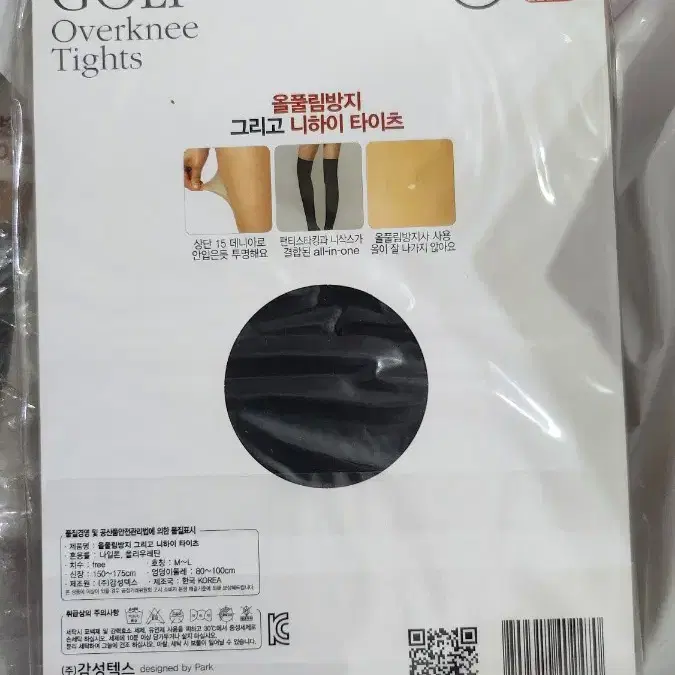 GOLF
Overknee
Tights
올풀림방지
그리고 니하이 타이츠
상단 15 데니아로
안입은듯 투명해요
팬티스타킹과 니삭스가
결합된 all-in-one
올풀림방지사 사용
올이 잘 나가지 않아요
품질경영 및 공산품안전관리법에 의한 품질표시
· 제품명 : 올풀림방지 그리고 니하이 타이츠
· 혼용률 : 나일론, 폴리우레탄
· 치수 : free · 호칭 : M~L
· 신장 : 150~175cm · 엉덩이둘레 : 80~100cm
· 제조원 : (주)감성텍스 · 제조국 : 한국 KOREA
취급상의 주의사항
(주)감성텍스 designed by Park